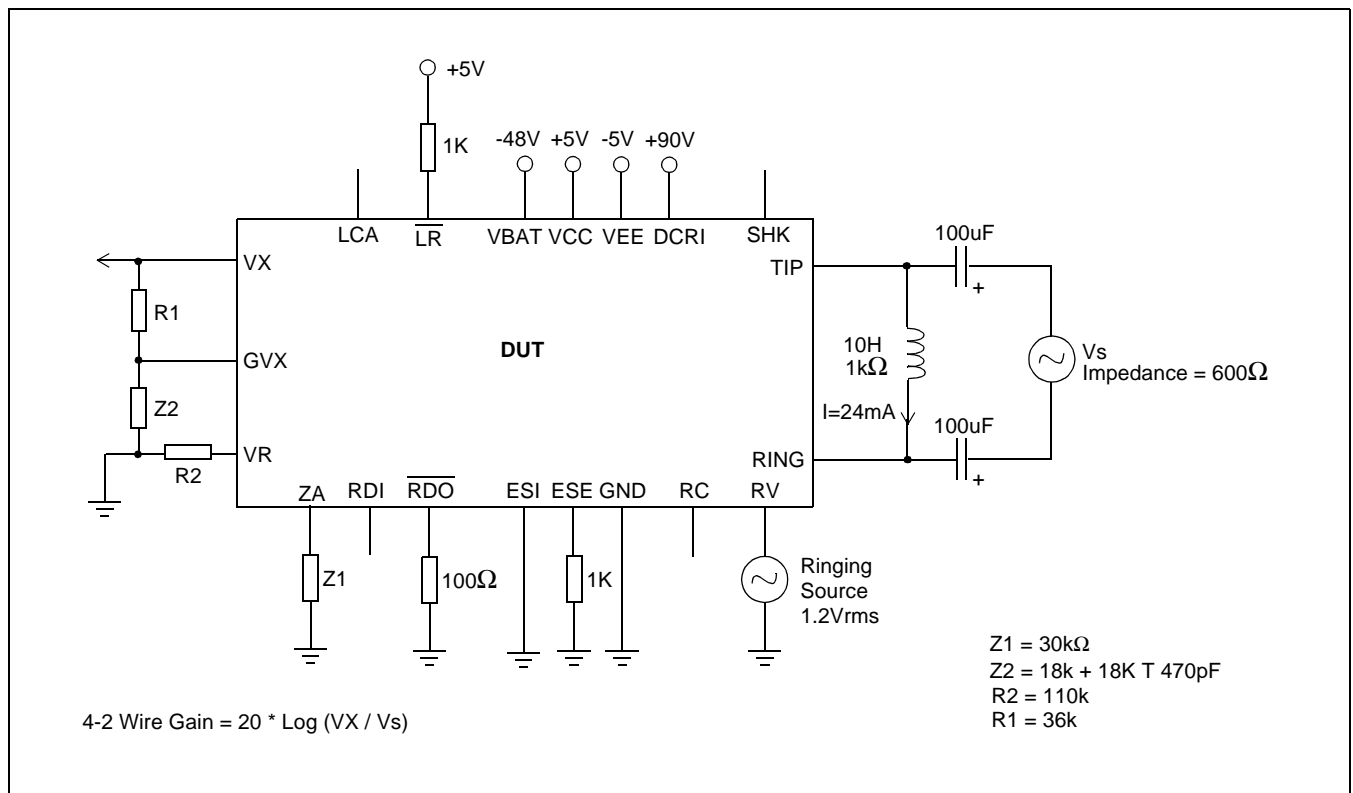 +5V
1K
-48V +5V -5V +90V
LCA LR VBAT VCC VEE DCRI SHK
100uF
+
VX
TIP
R1
DUT
10H
1kΩ
Vs
Impedance = 600Ω
GVX
Z2
I=24mA
100uF
+
VR
R2
RING
ZA RDI RDO ESI ESE GND RC RV
Z1
100Ω
1K
Ringing
Source
1.2Vrms
Z1 = 30kΩ
Z2 = 18k + 18K T 470pF
R2 = 110k
R1 = 36k
4-2 Wire Gain = 20 * Log (VX / Vs)